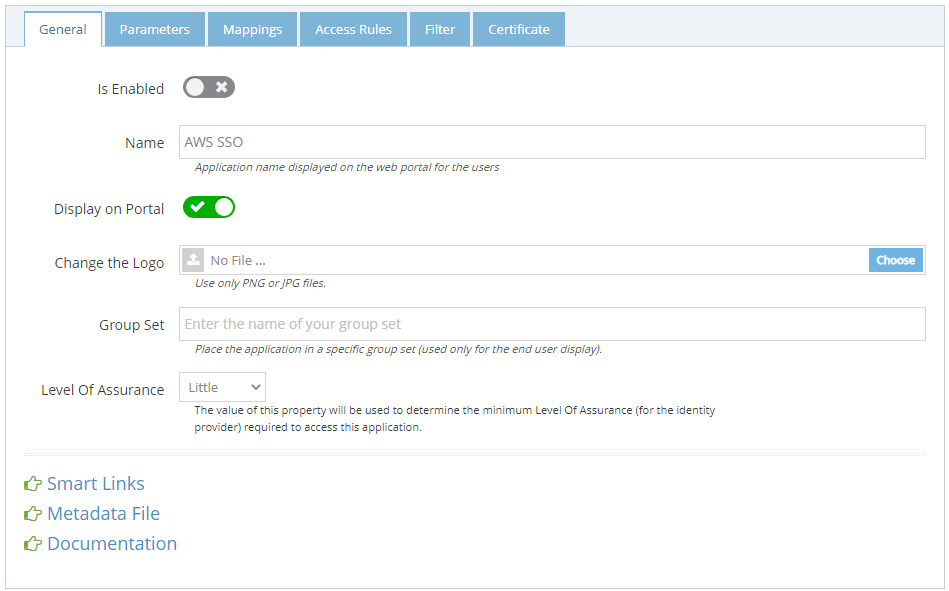 General Parameters Mappings Access Rules Filter Certificate
Is Enabled
Name AWS SSO
Application name displayed on the web portal for the users
Display on Portal
Change the Logo No File ... Choose
Use only PNG or JPG files.
Group Set Enter the name of your group set
Place the application in a specific group set (used only for the end user display).
Level Of Assurance Little
The value of this property will be used to determine the minimum Level Of Assurance (for the identity
provider) required to access this application.
Smart Links
Metadata File
Documentation